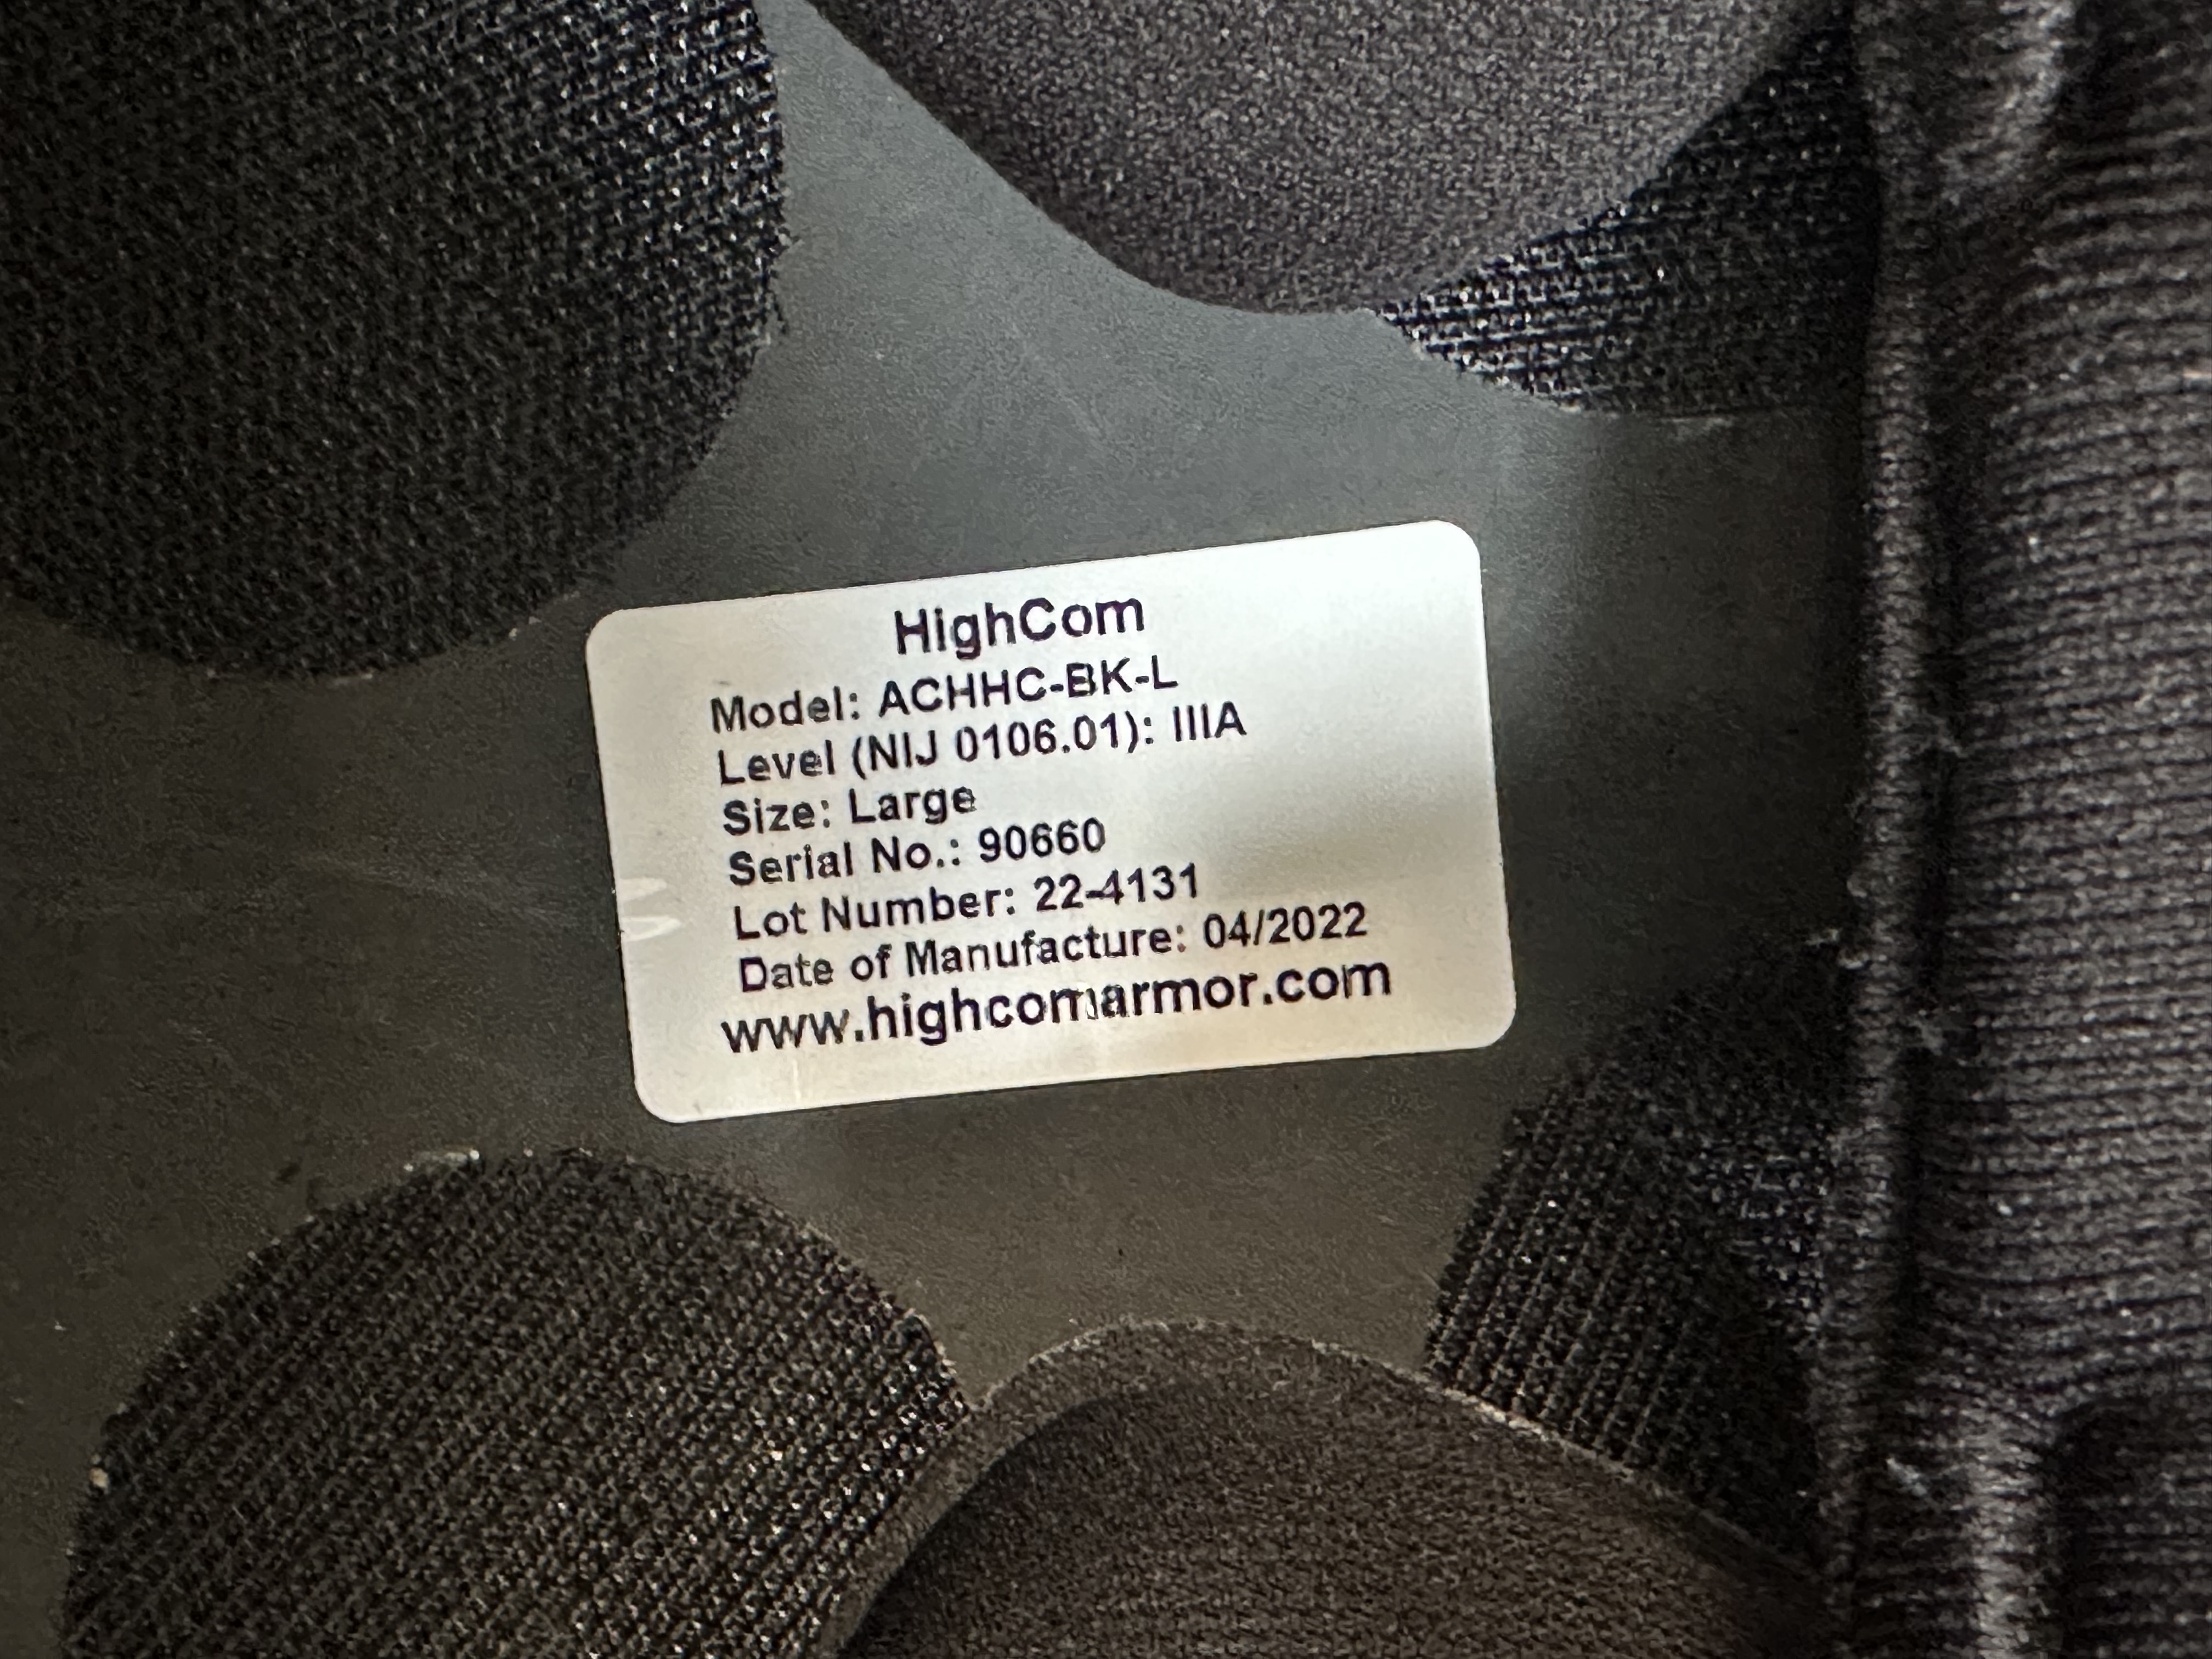 HighCom
Model: ACHHC-BK-L
Level (NIJ 0106.01): IIIA
Size: Large
Serial No.: 90660
Lot Number: 22-4131
Date of Manufacture: 04/2022
www.highcomarmor.com